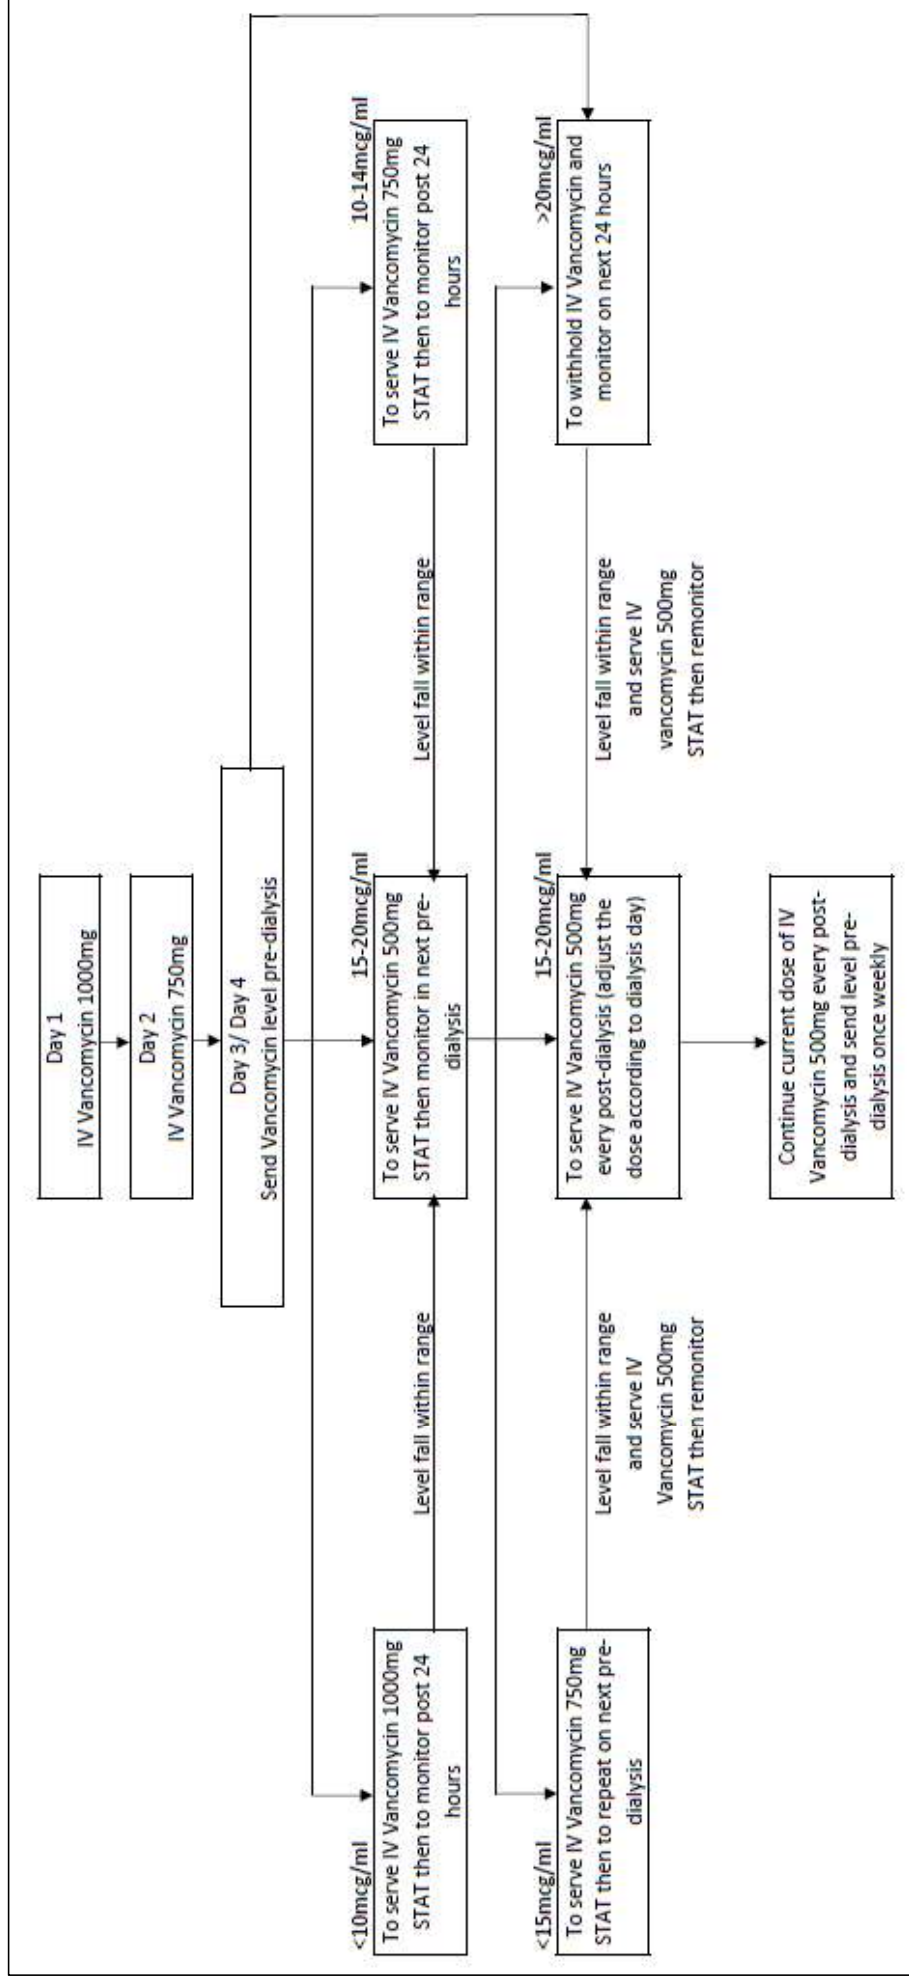 Day 1
IV Vancomycin 1000mg
Day 2
IV Vancomycin 750mg
Day 3/ Day 4
Send Vancomycin level pre-dialysis
<10mcg/ml
To serve IV Vancomycin 1000mg
STAT then to monitor post 24
hours
Level fall within range
15-20mcg/ml
To serve IV Vancomycin 500mg
STAT then monitor in next pre-
dialysis
Level fall within range
10-14mcg/ml
To serve IV Vancomycin 750mg
STAT then to monitor post 24
hours
<15mcg/ml
To serve IV Vancomycin 750mg
STAT then to repeat on next pre-
dialysis
Level fall within range
and serve IV
Vancomycin 500mg
STAT then remonitor
15-20mcg/ml
To serve IV Vancomycin 500mg
every post-dialysis (adjust the
dose according to dialysis day)
Level fall within range
and serve IV
vancomycin 500mg
STAT then remonitor
>20mcg/ml
To withhold IV Vancomycin and
monitor on next 24 hours
Continue current dose of IV
Vancomycin 500mg every post-
dialysis and send level pre-
dialysis once weekly